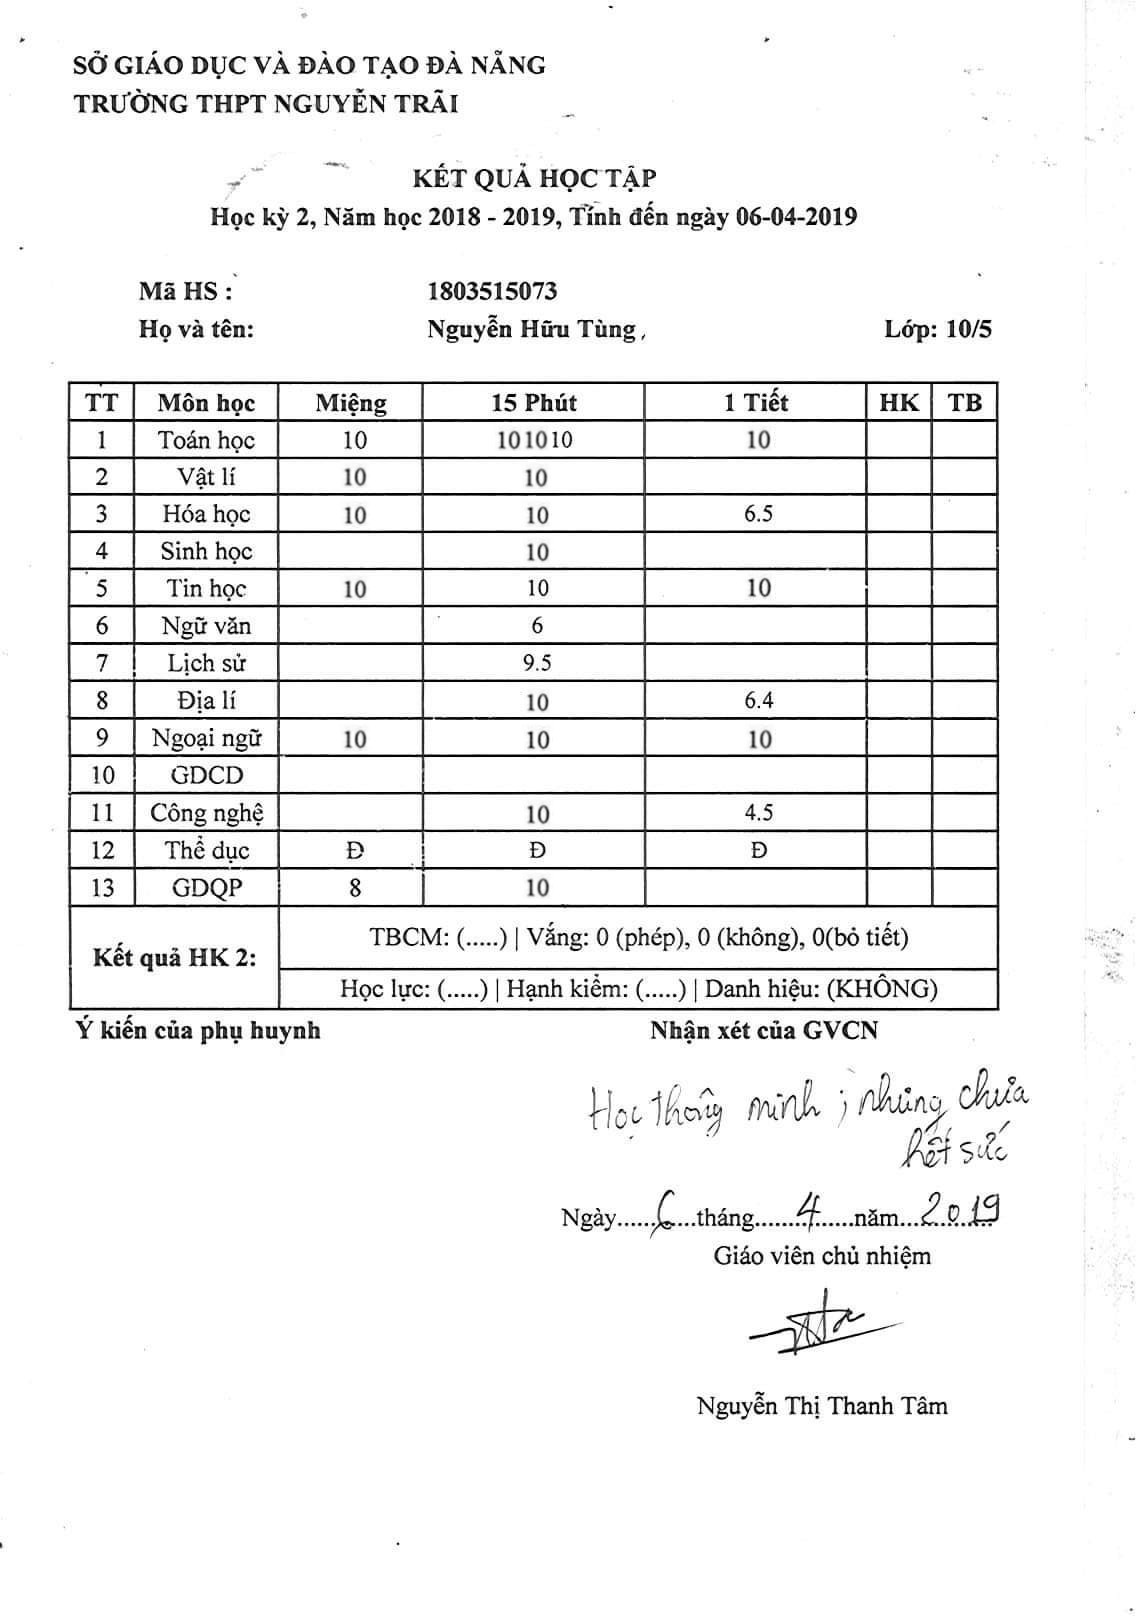 SỞ GIÁO DỤC VÀ ĐÀO TẠO ĐÀ NẴNG
TRƯỜNG THPT NGUYỄN TRÃI
KẾT QUẢ HỌC TẬP
Học kỳ 2, Năm học 2018 - 2019, Tính đến ngày 06-04-2019
Mã HS : 1803515073
Họ và tên: Nguyễn Hữu Tùng, Lớp: 10/5
TT Môn học Miệng 15 Phút 1 Tiết HK TB
1 Toán học 10 10 10 10 10
2 Vật lí 10 10
3 Hóa học 10 10 6.5
4 Sinh học 10
5 Tin học 10 10 10
6 Ngữ văn 6
7 Lịch sử 9.5
8 Địa lí 10 6.4
9 Ngoại ngữ 10 10 10
10 GDCD
11 Công nghệ 10 4.5
12 Thể dục Đ Đ Đ
13 GDQP 8 10
Kết quả HK 2:
TBCM: (.....) | Vắng: 0 (phép), 0 (không), 0(bỏ tiết)
Học lực: (.....) | Hạnh kiểm: (.....) | Danh hiệu: (KHÔNG)
Ý kiến của phụ huynh Nhận xét của GVCN
Học thông minh ; nhưng chưa
hết sức
Ngày......6....tháng.......4......năm...2019
Giáo viên chủ nhiệm
Nguyễn Thị Thanh Tâm